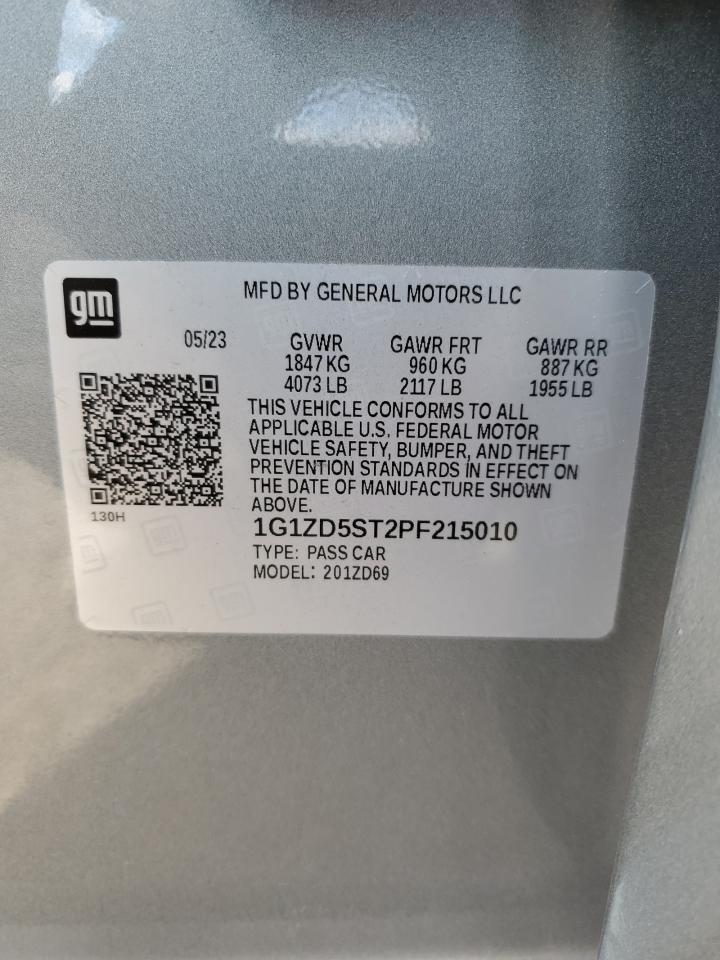 gm
MFD BY GENERAL MOTORS LLC
05/23 GVWR GAWR FRT GAWR RR
1847 KG 960 KG 887 KG
4073 LB 2117 LB 1955 LB
THIS VEHICLE CONFORMS TO ALL
APPLICABLE U.S. FEDERAL MOTOR
VEHICLE SAFETY, BUMPER, AND THEFT
PREVENTION STANDARDS IN EFFECT ON
THE DATE OF MANUFACTURE SHOWN
ABOVE.
130H
1G1ZD5ST2PF215010
TYPE: PASS CAR
MODEL: 201ZD69